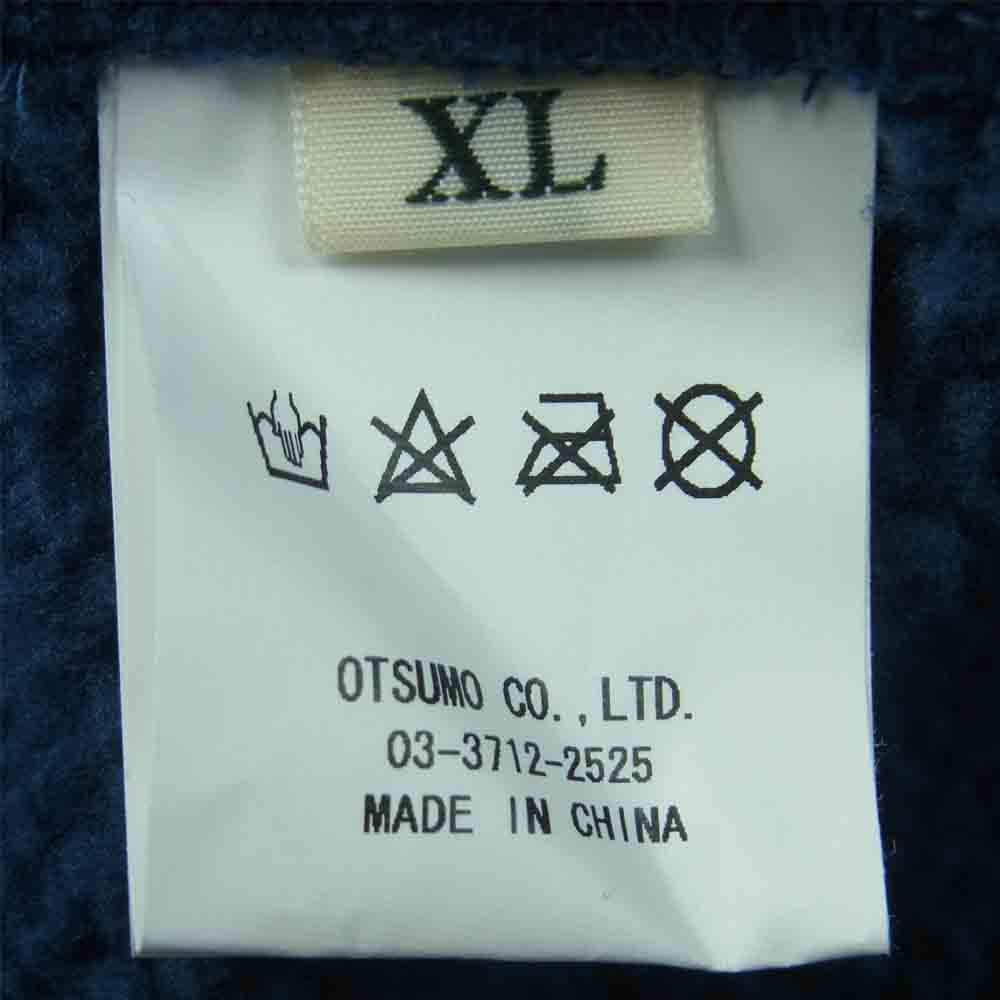 XL
OTSUMO CO.,LTD.
03-3712-2525
MADE IN CHINA